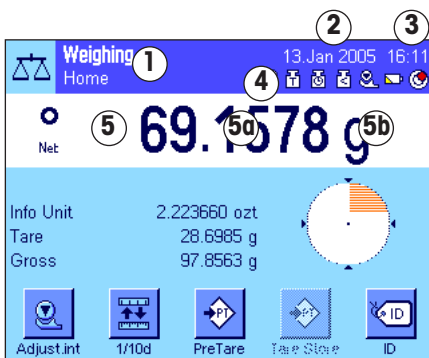 Weighing 1 13.Jan 2005 2 16:11 3
Home 4
Net 5 69.1578 g 5a 5b
Info Unit 2.223660 ozt
Tare 28.6985 g
Gross 97.8563 g
PT ID
Adjust.int 1/10d PreTare Tare Store ID